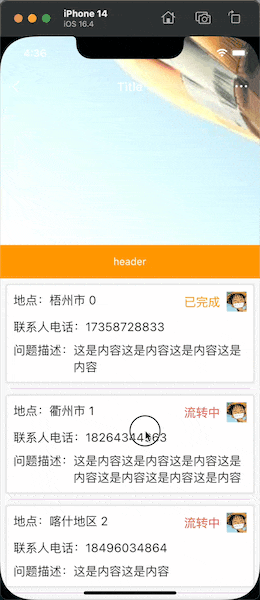 iPhone 14
iOS 16.4
4:36
Title
header
地点：梧州市 0
已完成
联系人电话：17358728833
问题描述：这是内容这是内容这是内容这是
内容
地点：衢州市 1
流转中
联系人电话：18264344863
问题描述：这是内容这是内容这是内容这是
内容这是内容这是内容这是内容
地点：喀什地区 2
流转中
联系人电话：18496034864
问题描述：这是内容这是内容